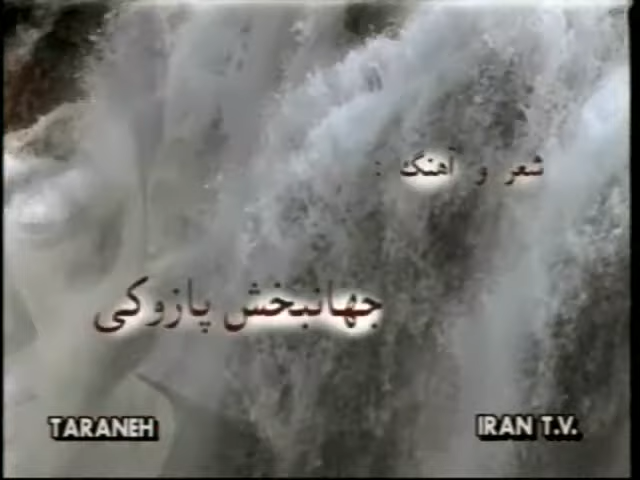 شعر و آهنگ :
جهانبخش پازوکی
TARANEH
IRAN T.V.